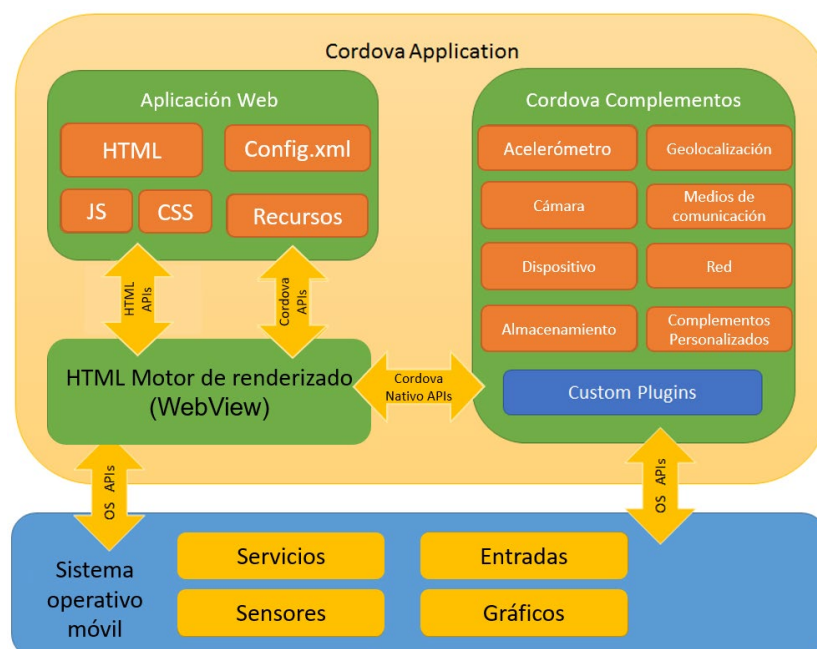 Cordova Application
Aplicación Web
HTML
Config.xml
JS
CSS
Recursos
HTML
APIs
Cordova
APIs
HTML Motor de renderizado
(WebView)
Cordova
Nativo APIs
Cordova Complementos
Acelerómetro
Geolocalización
Cámara
Medios de
comunicación
Dispositivo
Red
Almacenamiento
Complementos
Personalizados
Custom Plugins
OS APIs
OS APIs
Sistema
operativo
móvil
Servicios
Entradas
Sensores
Gráficos